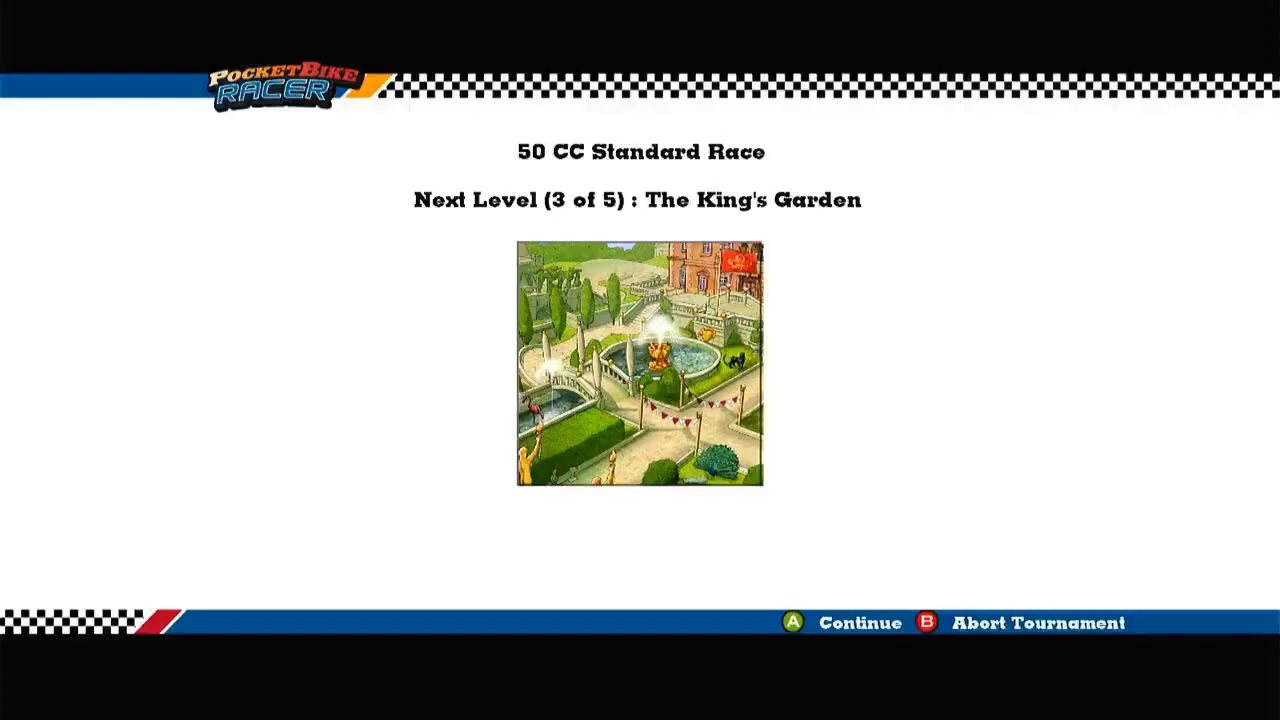 PocketBike
RACER
50 CC Standard Race
Next Level (3 of 5) : The King's Garden
A Continue B Abort Tournament